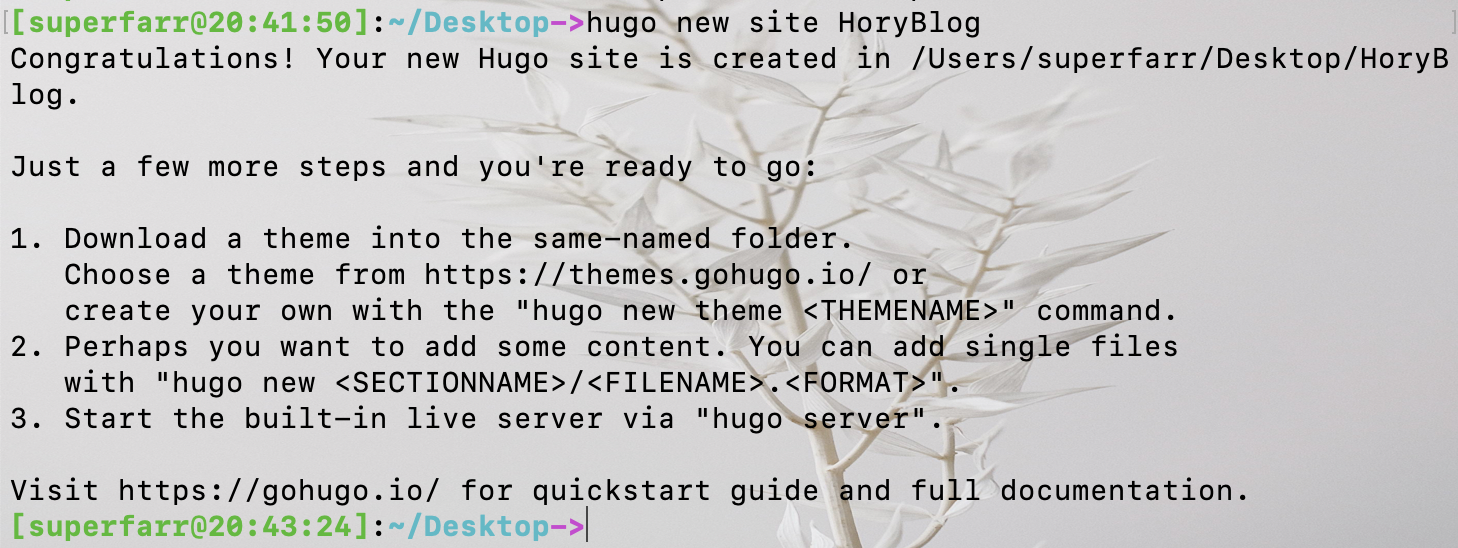 [superfarr@20:41:50]:~/Desktop->hugo new site HoryBlog
Congratulations! Your new Hugo site is created in /Users/superfarr/Desktop/HoryB
log.
Just a few more steps and you're ready to go:
1. Download a theme into the same-named folder.
   Choose a theme from https://themes.gohugo.io/ or
   create your own with the "hugo new theme <THEMENAME>" command.
2. Perhaps you want to add some content. You can add single files
   with "hugo new <SECTIONNAME>/<FILENAME>.<FORMAT>".
3. Start the built-in live server via "hugo server".
Visit https://gohugo.io/ for quickstart guide and full documentation.
[superfarr@20:43:24]:~/Desktop->